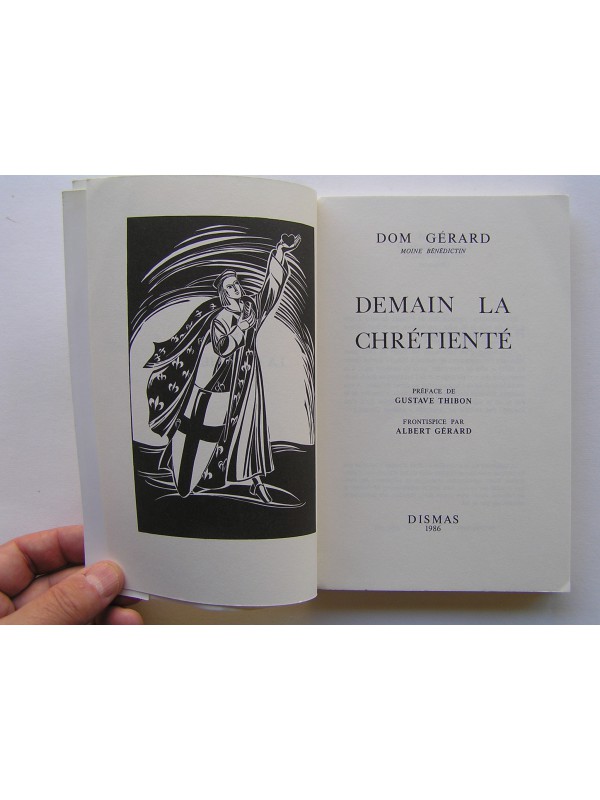 DOM GÉRARD
MOINE BÉNÉDICTIN
DEMAIN LA
CHRÉTIENTÉ
PRÉFACE DE
GUSTAVE THIBON
FRONTISPICE PAR
ALBERT GÉRARD
DISMAS
1986